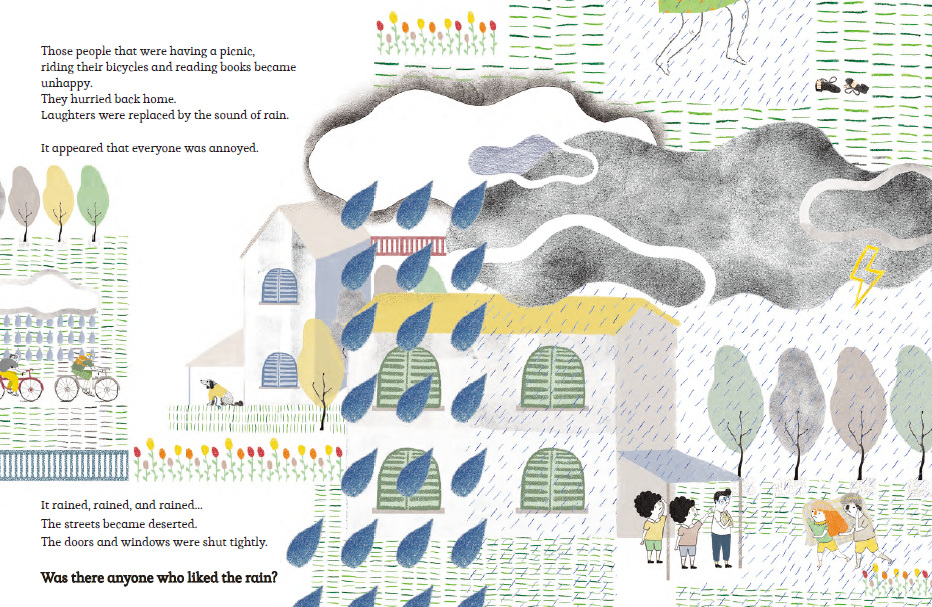 Those people that were having a picnic,
riding their bicycles and reading books became
unhappy.
They hurried back home.
Laughters were replaced by the sound of rain.
It appeared that everyone was annoyed.
It rained, rained, and rained...
The streets became deserted.
The doors and windows were shut tightly.
Was there anyone who liked the rain?